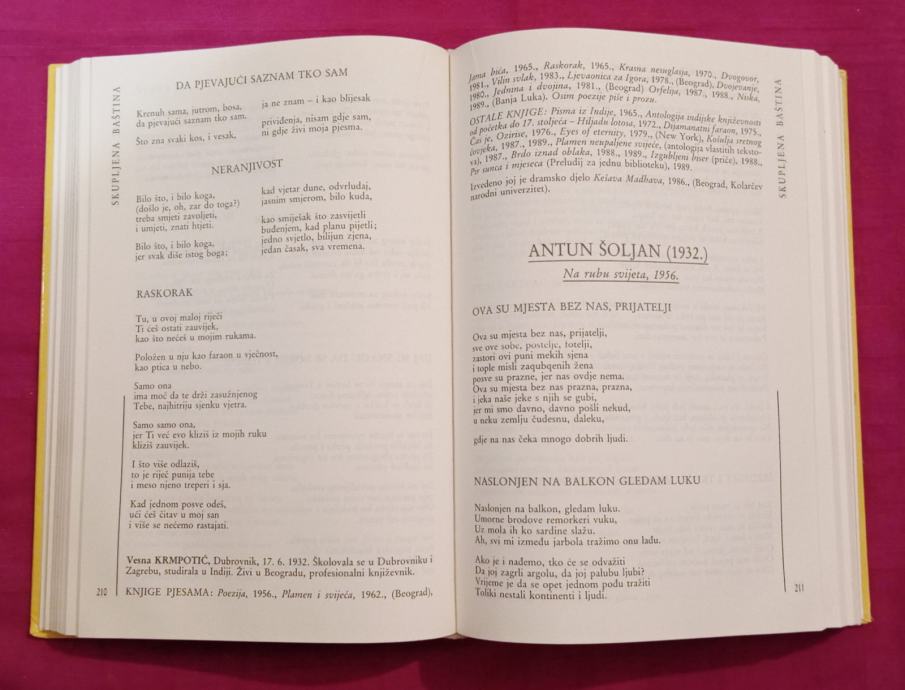 SKUPLJENA BAŠTINA
DA PJEVAJUĆI SAZNAM TKO SAM
Krenuh sama, jutrom, bosa,
da pjevajući saznam tko sam.
Što zna svaki kos, i vesak,
ja ne znam – i kao blijesak
priviđenja, nisam gdje sam,
ni gdje živi moja pjesma.
NERANJIVOST
Bilo što, i bilo koga,
(došlo je, oh, zar do toga?)
treba smjeti zavoljeti,
i umjeti, znati htjeti.
Bilo što, i bilo koga,
jer svak diše istog boga;
kad vjetar dune, odvrludaj,
jasnim smjerom, bilo kuda,
kao smiješak što zasvijetli
buđenjem, kad planu pijetli;
jedno svjetlo, bilijun zjena,
jedan časak, sva vremena.
RASKORAK
Tu, u ovoj maloj riječi
Ti ćeš ostati zauvijek,
kao što nećeš u mojim rukama.
Položen u nju kao faraon u vječnost,
kao ptica u nebo.
Samo ona
ima moć da te drži zasužnjenog
Tebe, najhitriju sjenku vjetra.
Samo samo ona,
jer Ti već evo kliziš iz mojih ruku
kliziš zauvijek.
I što više odlaziš,
to je riječ punija tebe
i meso njeno treperi i sja.
Kad jednom posve odeš,
ući ćeš čitav u moj san
i više se nećemo rastajati.
Vesna KRMPOTIĆ, Dubrovnik, 17. 6. 1932. Školovala se u Dubrovniku i
Zagrebu, studirala u Indiji. Živi u Beogradu, profesionalni književnik.
210 KNJIGE PJESAMA: Poezija, 1956., Plamen i svijeća, 1962., (Beograd),
Jama bića, 1965., Raskorak, 1965., Krasna nesuglasja, 1970., Dvogovor,
1981., Vilin svlak, 1983., Ljevaonica za Igora, 1978., (Beograd), Dvojevanje,
1980., Jednina i dvojina, 1981., (Beograd) Orfelija, 1987., 1988., Niska,
1989., (Banja Luka). Osim poezije piše i prozu.
OSTALE KNJIGE: Pisma iz Indije, 1965., Antologija indijske književnosti
od početka do 17. stoljeća – Hiljadu lotosa, 1972., Dijamanatni faraon, 1975.,
Čas je, Ozirise, 1976., Eyes of eternity, 1979., (New York), Košulja sretnog
čovjeka, 1987., 1989., Plamen neupaljene svijeće, (antologija vlastitih teksto-
va), 1987., Brdo iznad oblaka, 1988., 1989., Izgubljeni biser (priče), 1988.,
Pir sunca i mjeseca (Preludij za jednu biblioteku), 1989.
Izvedeno joj je dramsko djelo Kešava Madhava, 1986., (Beograd, Kolarčev
narodni univerzitet).
SKUPLJENA BAŠTINA
ANTUN ŠOLJAN (1932.)
Na rubu svijeta, 1956.
OVA SU MJESTA BEZ NAS, PRIJATELJI
Ova su mjesta bez nas, prijatelji,
sve ove sobe, postelje, totelji,
zastori ovi puni mekih sjena
i tople misli zaqubqenih žena
posve su prazne, jer nas ovdje nema.
Ova su mjesta bez nas prazna, prazna,
i jeka naše jeke s njih se gubi,
jer mi smo davno, davno pošli nekud,
u neku zemlju čudesnu, daleku,
gdje na nas čeka mnogo dobrih ljudi.
NASLONJEN NA BALKON GLEDAM LUKU
Naslonjen na balkon, gledam luku.
Umorne brodove remorkeri vuku,
Uz mola ih ko sardine slažu.
Ah, svi mi između jarbola tražimo onu lađu.
Ako je i nađemo, tko će se odvažiti
Da joj zagrli argolu, da joj palubu ljubi?
Vrijeme je da se opet jednom pođu tražiti
Toliki nestali kontinenti i ljudi.
211